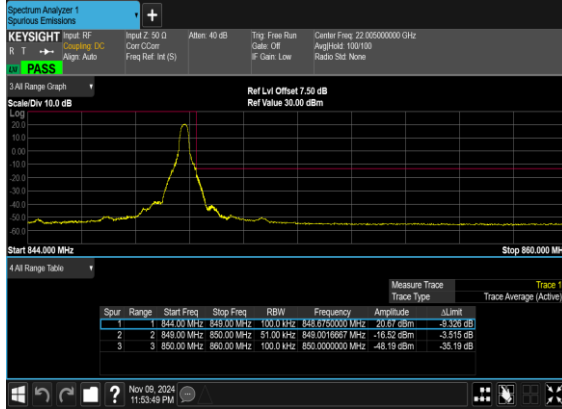 Spectrum Analyzer 1
Spurious Emissions
+
KEYSIGHT Input: RF Input Z: 50 Ω Atten: 40 dB Trig: Free Run Center Freq: 22.005000000 GHz
R T Coupling: DC Corr CCorr Gate: Off Avg|Hold: 100/100
Align: Auto Freq Ref: Int (S) IF Gain: Low Radio Std: None
PASS
3 All Range Graph
Ref Lvl Offset 7.50 dB
Scale/Div 10.0 dB Ref Value 30.00 dBm
Log
20.0
10.0
0.00
-10.0
-20.0
-30.0
-40.0
-50.0
-60.0
Start 844.000 MHz Stop 860.000 MH
4 All Range Table
Measure Trace Trace 1
Trace Type Trace Average (Active)
Spur Range Start Freq Stop Freq RBW Frequency Amplitude ΔLimit
1 1 844.00 MHz 849.00 MHz 100.0 kHz 848.6750000 MHz 20.67 dBm -9.326 dB
2 2 849.00 MHz 850.00 MHz 51.00 kHz 849.0016667 MHz -16.52 dBm -3.515 dB
3 3 850.00 MHz 860.00 MHz 100.0 kHz 850.0000000 MHz -48.19 dBm -35.19 dB
? Nov 09, 2024
11:53:49 PM